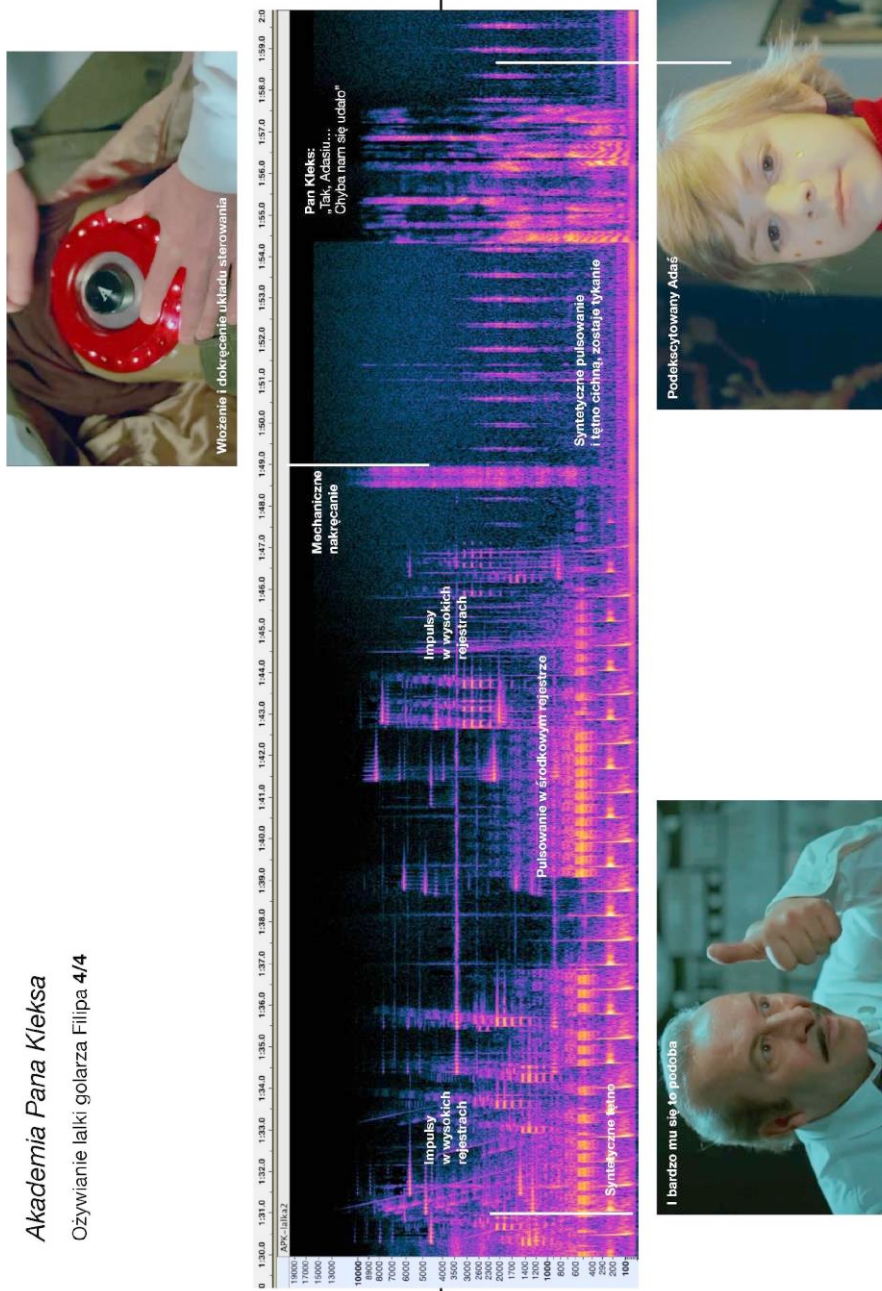 Akademia Pana Kleksa
Ożywianie lalki golarza Filipa 4/4
Włożenie i dokręcenie układu sterowania
A
0 1:30.0 1:31.0 1:32.0 1:33.0 1:34.0 1:35.0 1:36.0 1:37.0 1:38.0 1:39.0 1:40.0 1:41.0 1:42.0 1:43.0 1:44.0 1:45.0 1:46.0 1:47.0 1:48.0 1:49.0 1:50.0 1:51.0 1:52.0 1:53.0 1:54.0 1:55.0 1:56.0 1:57.0 1:58.0 1:59.0 2:0
APK-lalka2
19000
17000
15000
13000
10000
8900
8000
7000
6000
5000
4000
3500
3000
2600
2300
2000
1700
1400
1200
1000
800
600
400
290
200
100
Impulsy
w wysokich
rejestrach
Syntetyczne tętno
Pulsowanie w środkowym rejestrze
Impulsy
w wysokich
rejestrach
Mechaniczne
nakręcanie
Syntetyczne pulsowanie
i tętno cichną, zostaje tykanie
Pan Kleks:
„Tak, Adasiu...
Chyba nam się udało"
I bardzo mu się to podoba
Podekscytowany Adaś